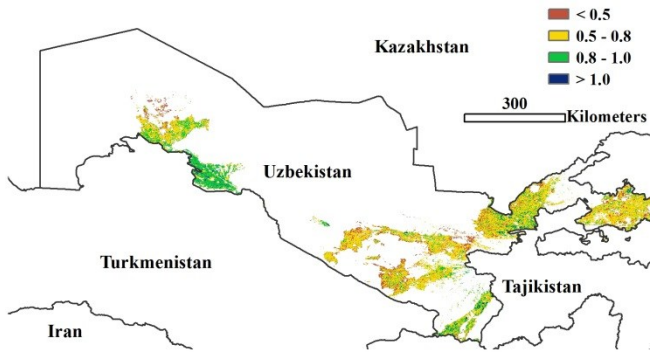 < 0.5
0.5 - 0.8
0.8 - 1.0
> 1.0
Kazakhstan
300
Kilometers
Uzbekistan
Turkmenistan
Tajikistan
Iran